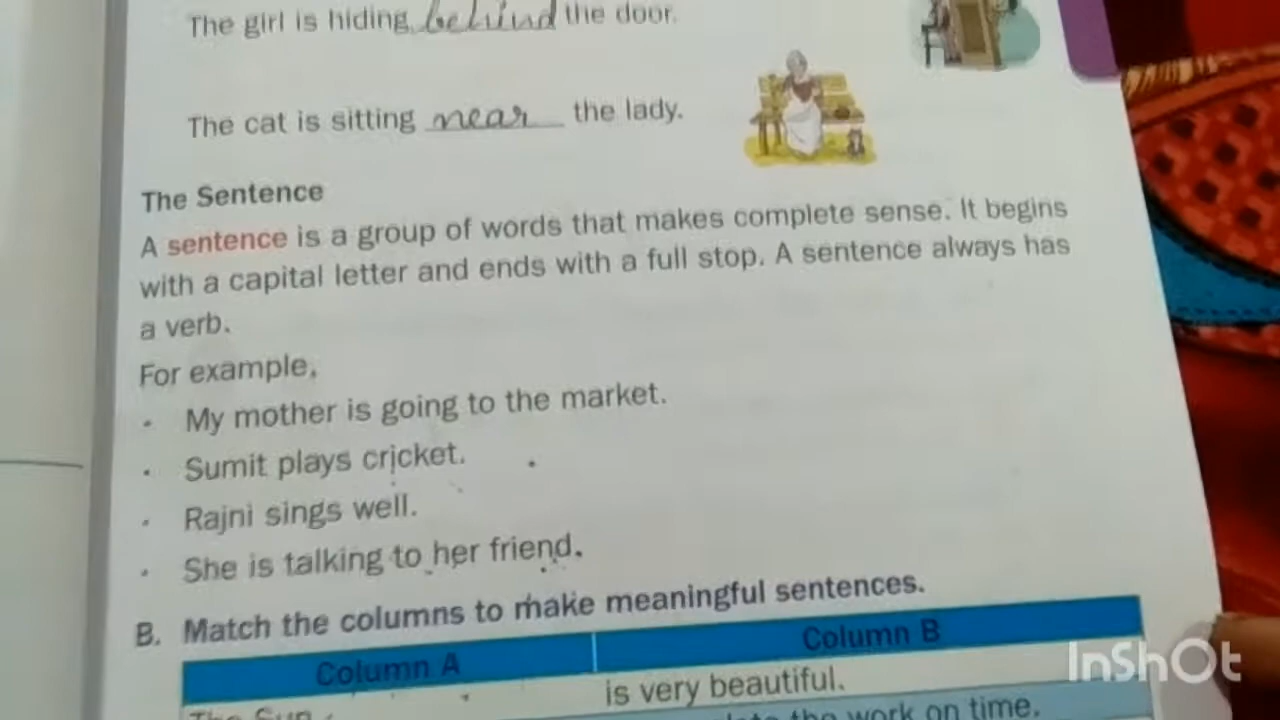 The girl is hiding behind the door.
The cat is sitting near the lady.
The Sentence
A sentence is a group of words that makes complete sense. It begins
with a capital letter and ends with a full stop. A sentence always has
a verb.
For example,
• My mother is going to the market.
• Sumit plays cricket.
• Rajni sings well.
• She is talking to her friend.
B. Match the columns to make meaningful sentences.
Column A Column B
The Sun is very beautiful.
the work on time.
InShOt